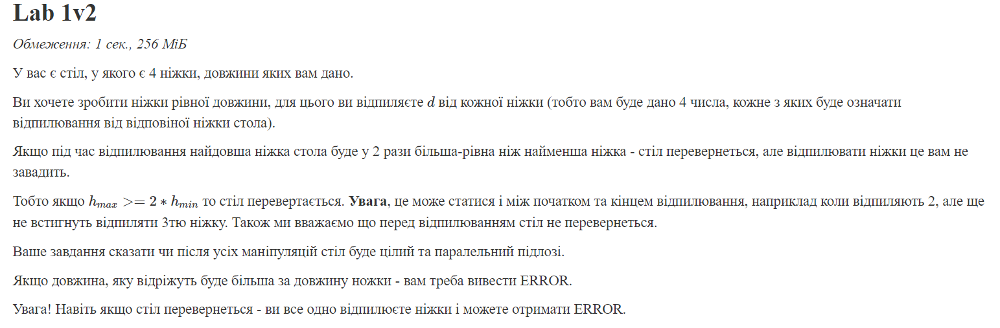 Lab 1v2
Обмеження: 1 сек., 256 МіБ
У вас є стіл, у якого є 4 ніжки, довжини яких вам дано.
Ви хочете зробити ніжки рівної довжини, для цього ви відпиляєте d від кожної ніжки (тобто вам буде дано 4 числа, кожне з яких буде означати
відпилювання від відповіної ніжки стола).
Якщо під час відпилювання найдовша ніжка стола буде у 2 рази більша-рівна ніж найменша ніжка - стіл перевернеться, але відпилювати ніжки це вам не
завадить.
Тобто якщо h_{max} >= 2 * h_{min} то стіл перевертається. Увага, це може статися і між початком та кінцем відпилювання, наприклад коли відпиляють 2, але ще
не встигнуть відпиляти 3тю ніжку. Також ми вважаємо що перед відпилюванням стіл не перевернеться.
Ваше завдання сказати чи після усіх маніпуляцій стіл буде цілий та паралельний підлозі.
Якщо довжина, яку відріжуть буде більша за довжину ножки - вам треба вивести ERROR.
Увага! Навіть якщо стіл перевернеться - ви все одно відпилюєте ніжки і можете отримати ERROR.